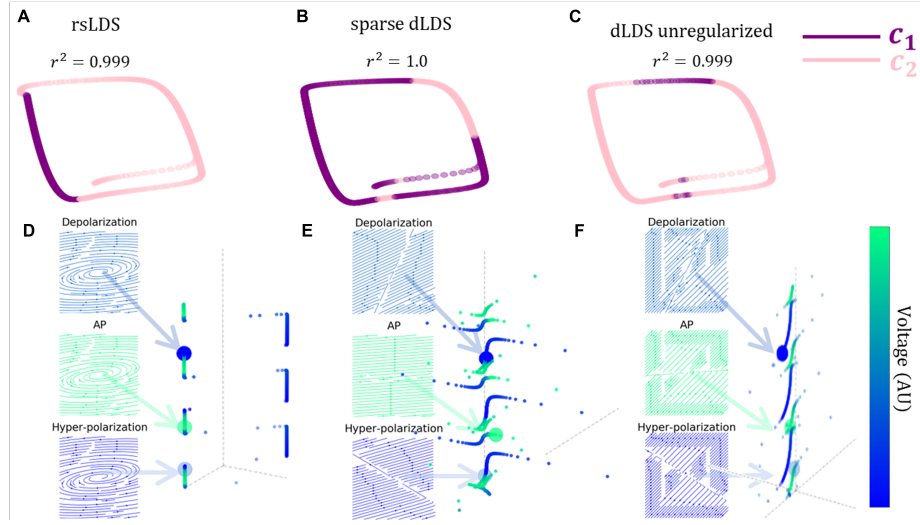 A
rsLDS
r² = 0.999
B
sparse dLDS
r² = 1.0
C
dLDS unregularized
r² = 0.999
c₁
c₂
D
Depolarization
AP
Hyper-polarization
E
Depolarization
AP
Hyper-polarization
F
Depolarization
AP
Hyper-polarization
Voltage (AU)